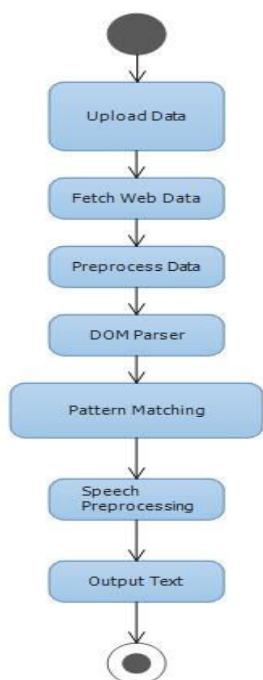 Upload Data
Fetch Web Data
Preprocess Data
DOM Parser
Pattern Matching
Speech
Preprocessing
Output Text